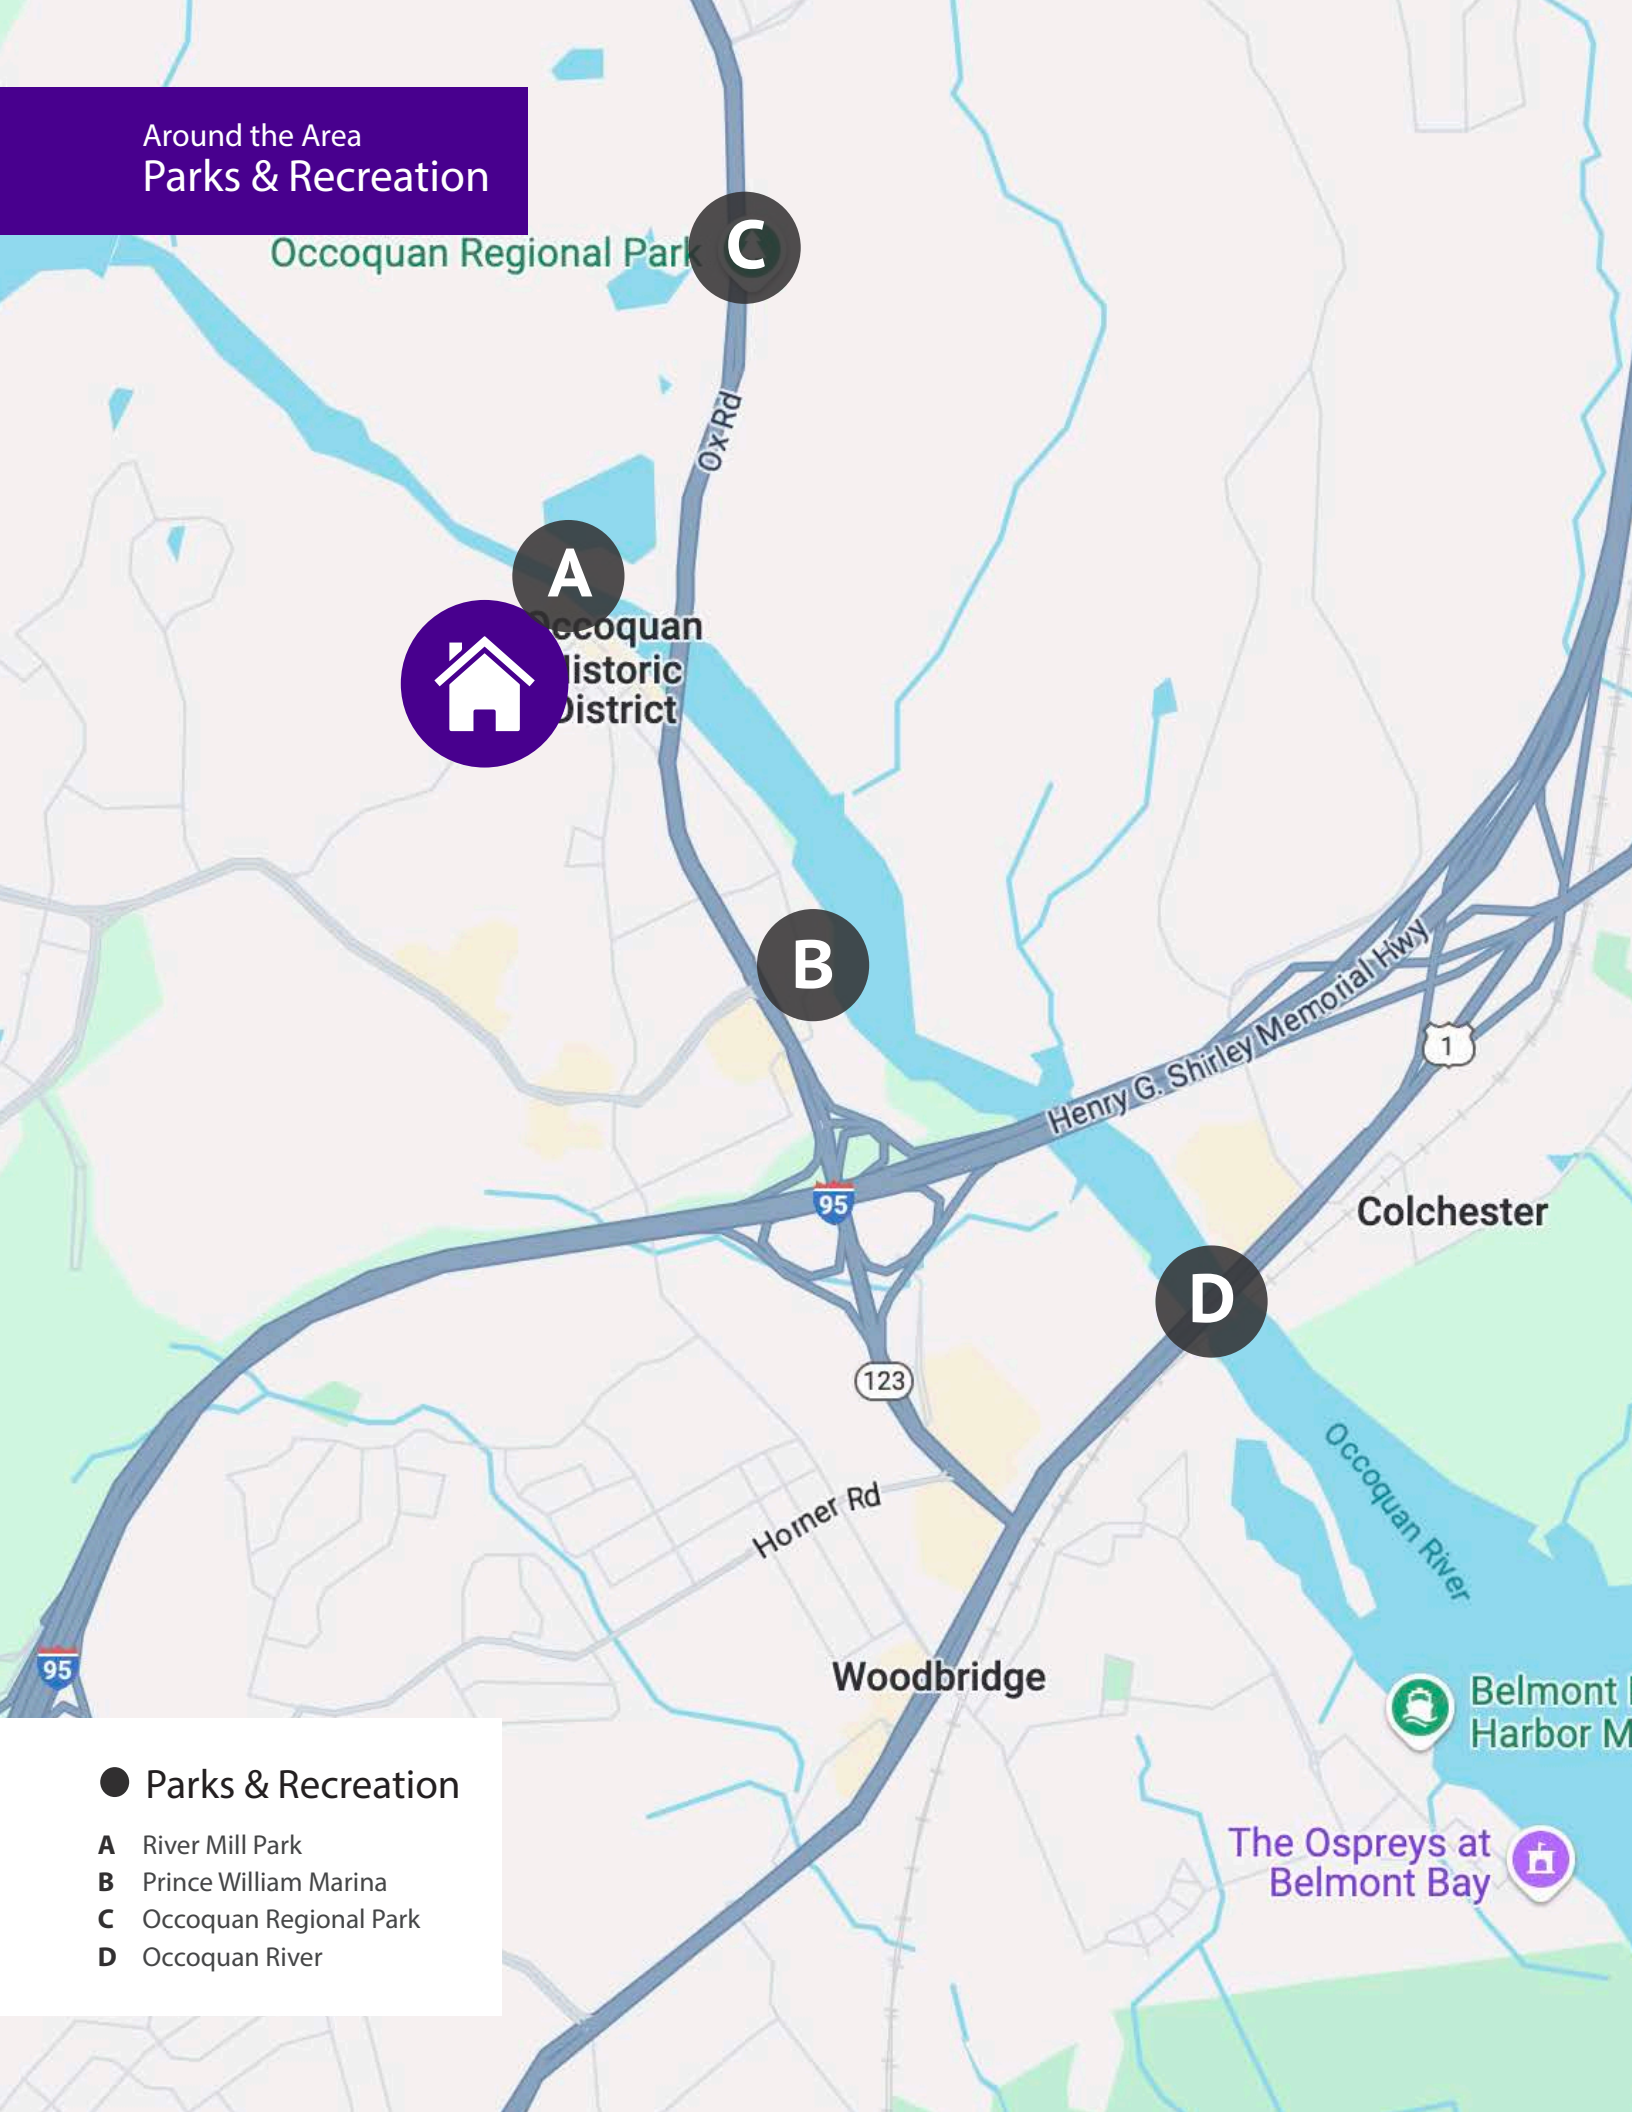 Around the Area
Parks & Recreation
Occoquan Regional Park
C
Ox Rd
A
Occoquan
Historic
District
B
Henry G. Shirley Memorial Hwy
1
95
Colchester
D
123
Occoquan River
Horner Rd
95
Woodbridge
Belmont
Harbor M
The Ospreys at
Belmont Bay
Parks & Recreation
A River Mill Park
B Prince William Marina
C Occoquan Regional Park
D Occoquan River